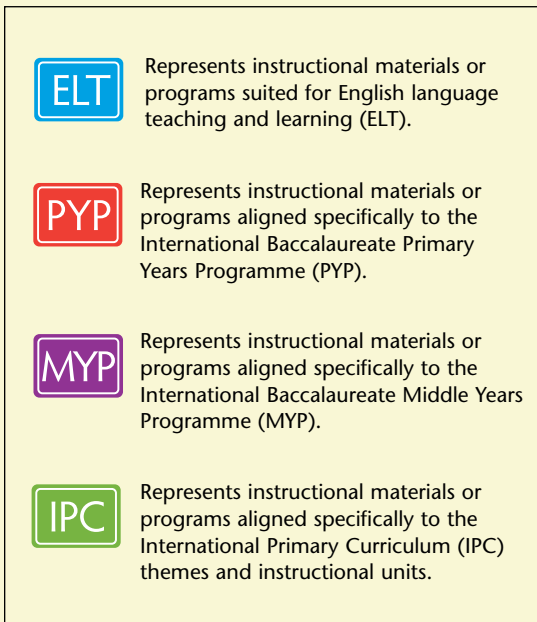 ELT
Represents instructional materials or
programs suited for English language
teaching and learning (ELT).
PYP
Represents instructional materials or
programs aligned specifically to the
International Baccalaureate Primary
Years Programme (PYP).
MYP
Represents instructional materials or
programs aligned specifically to the
International Baccalaureate Middle Years
Programme (MYP).
IPC
Represents instructional materials or
programs aligned specifically to the
International Primary Curriculum (IPC)
themes and instructional units.